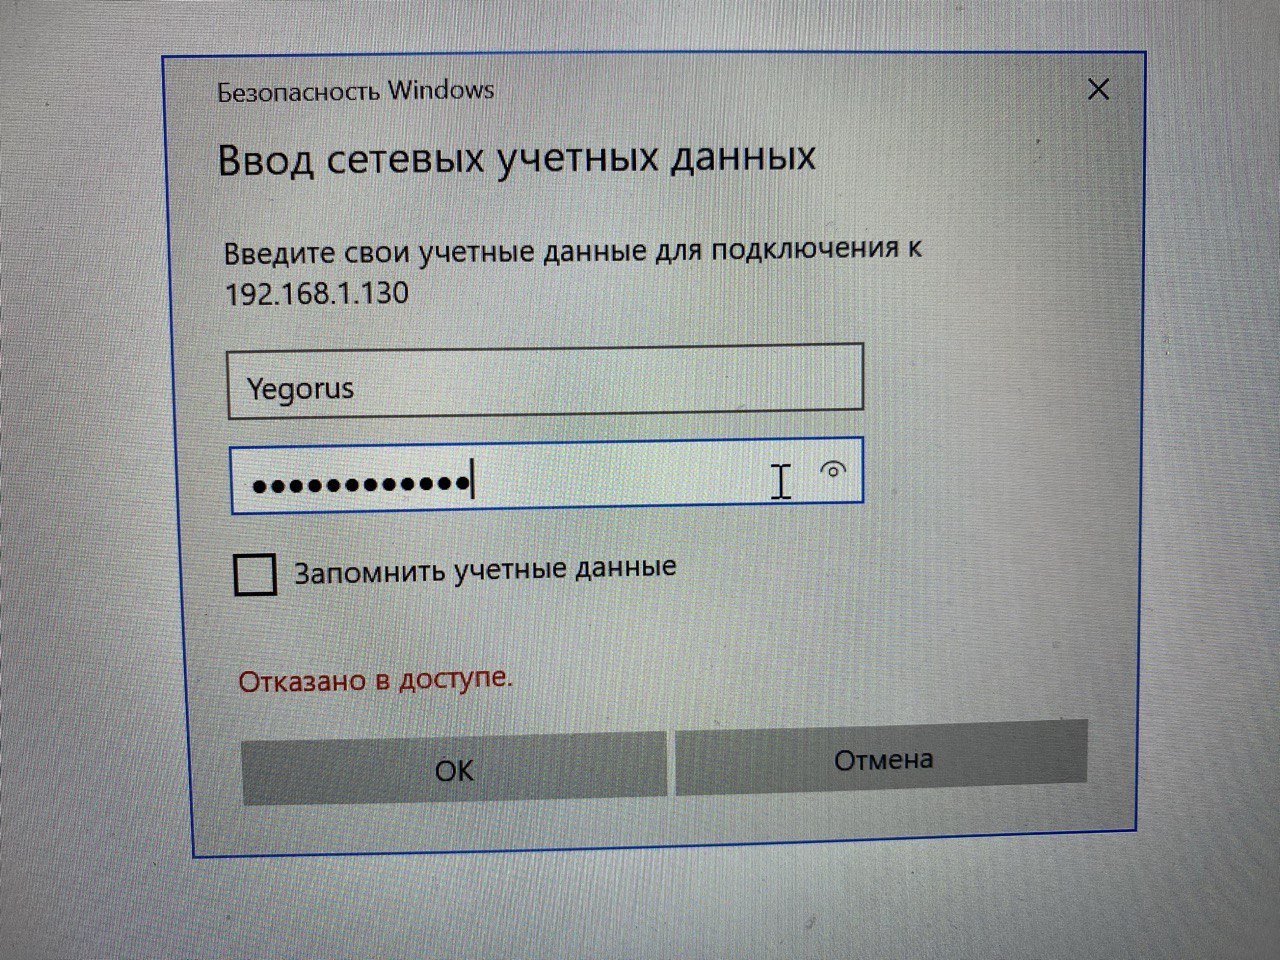 Безопасность Windows
Ввод сетевых учетных данных
Введите свои учетные данные для подключения к
192.168.1.130
Yegorus
••••••••••••
Запомнить учетные данные
Отказано в доступе.
ОК
Отмена